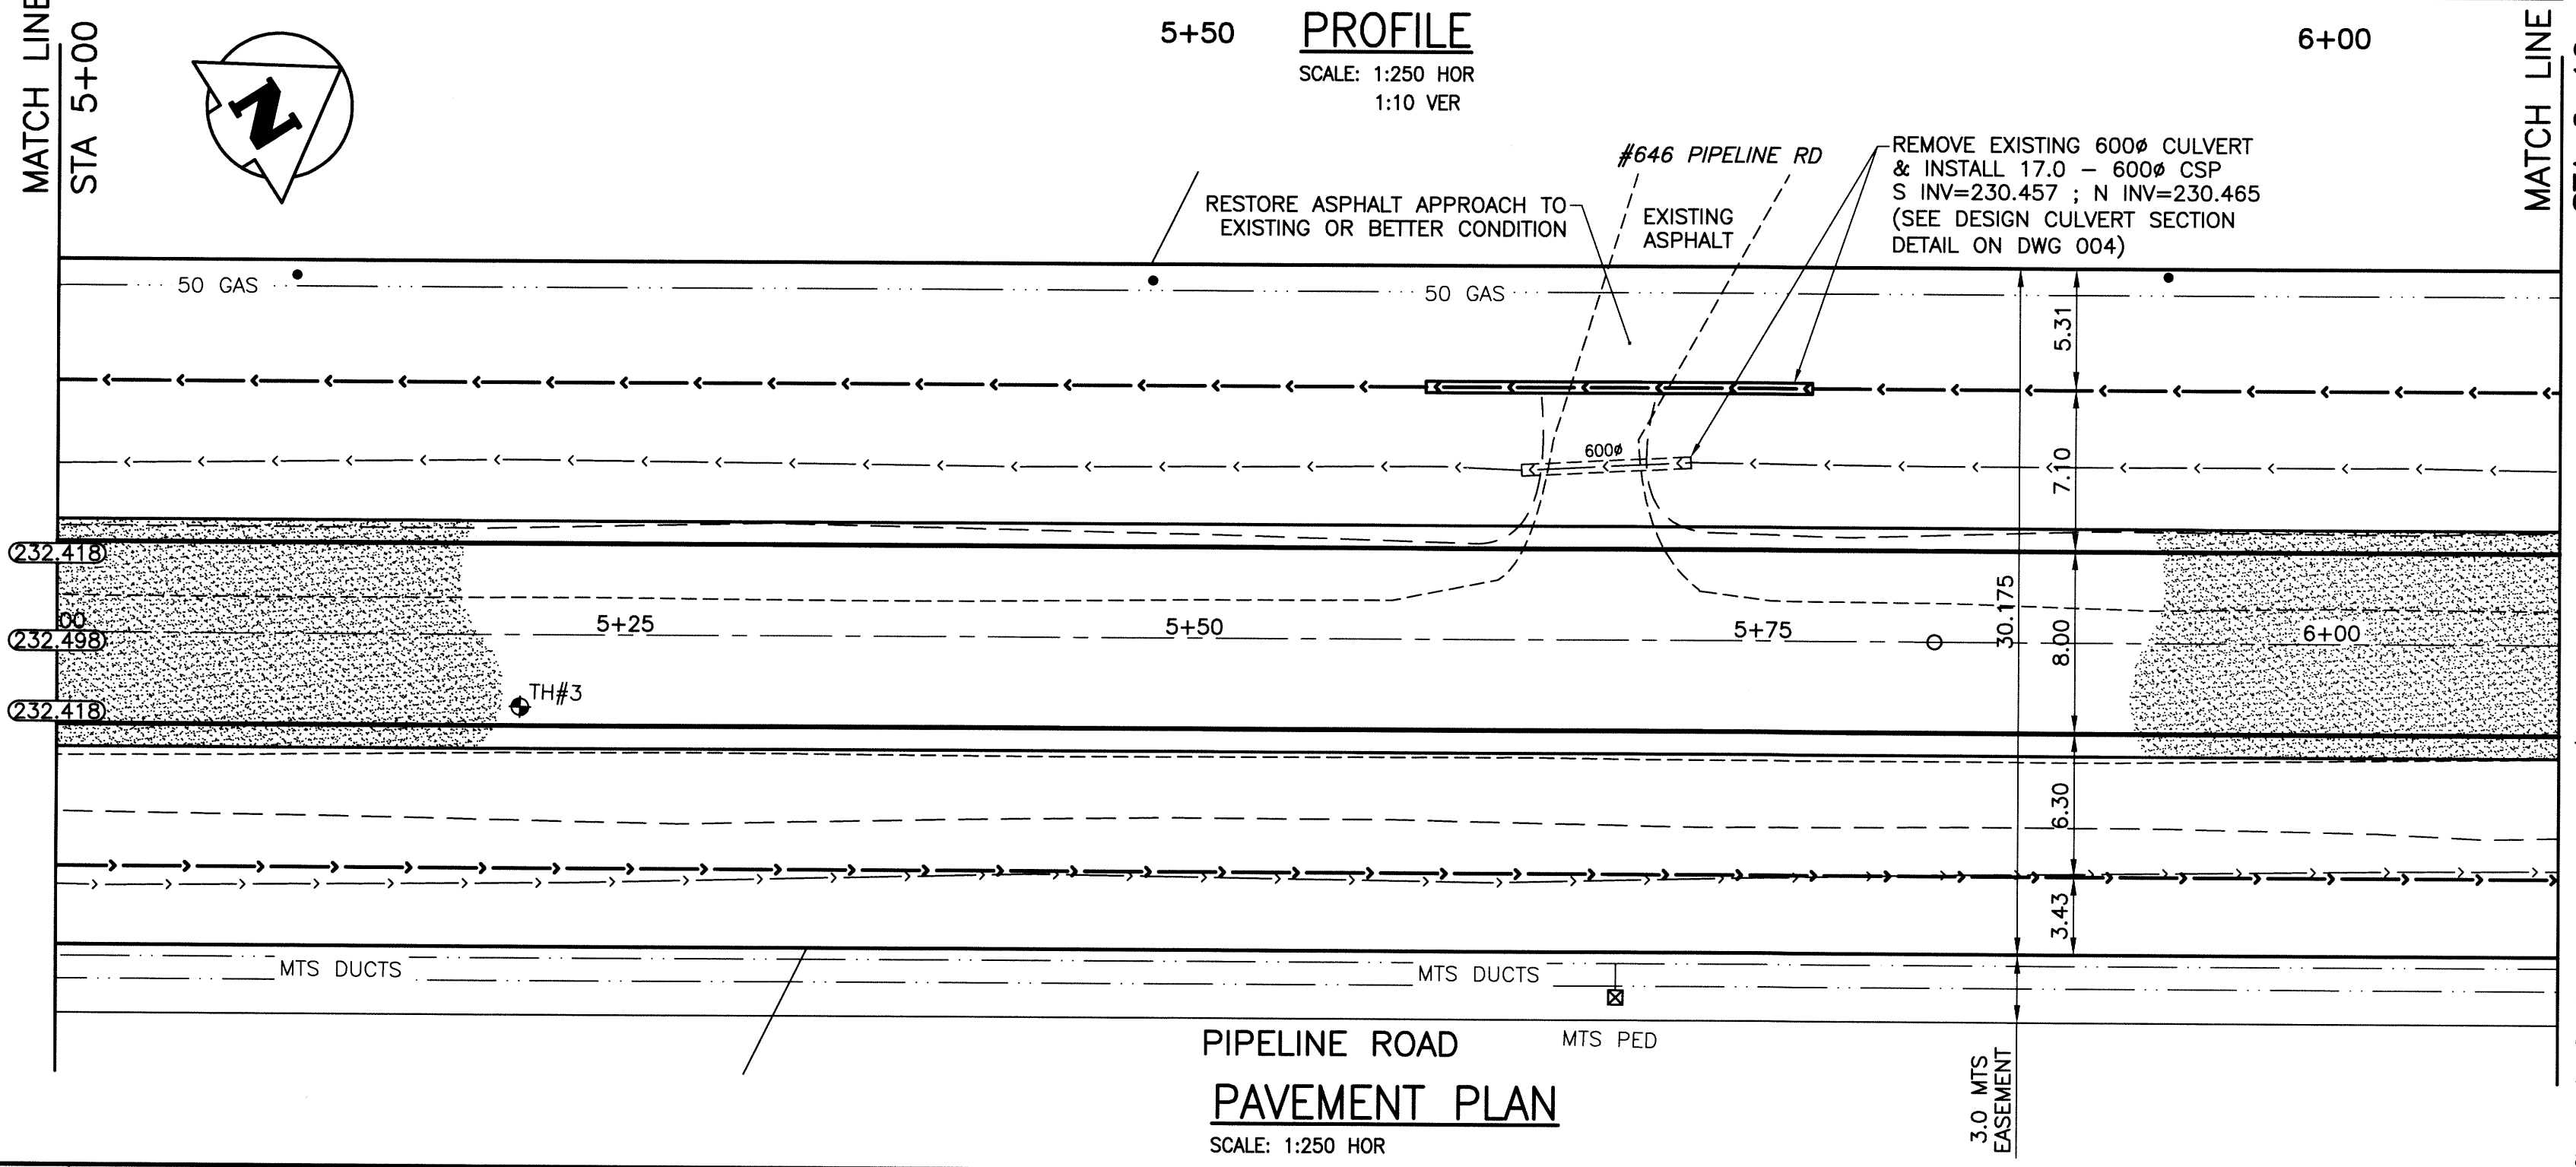 MATCH LINE
STA 5+00
N
5+50
PROFILE
SCALE: 1:250 HOR
1:10 VER
6+00
MATCH LINE
#646 PIPELINE RD
RESTORE ASPHALT APPROACH TO
EXISTING OR BETTER CONDITION
EXISTING
ASPHALT
REMOVE EXISTING 600ø CULVERT
& INSTALL 17.0 – 600ø CSP
S INV=230.457 ; N INV=230.465
(SEE DESIGN CULVERT SECTION
DETAIL ON DWG 004)
50 GAS
50 GAS
5.31
600ø
7.10
232.418
30.175
00
5+25
5+50
5+75
6+00
8.00
232.498
TH#3
232.418
6.30
3.43
MTS DUCTS
MTS DUCTS
PIPELINE ROAD
MTS PED
3.0 MTS
EASEMENT
PAVEMENT PLAN
SCALE: 1:250 HOR